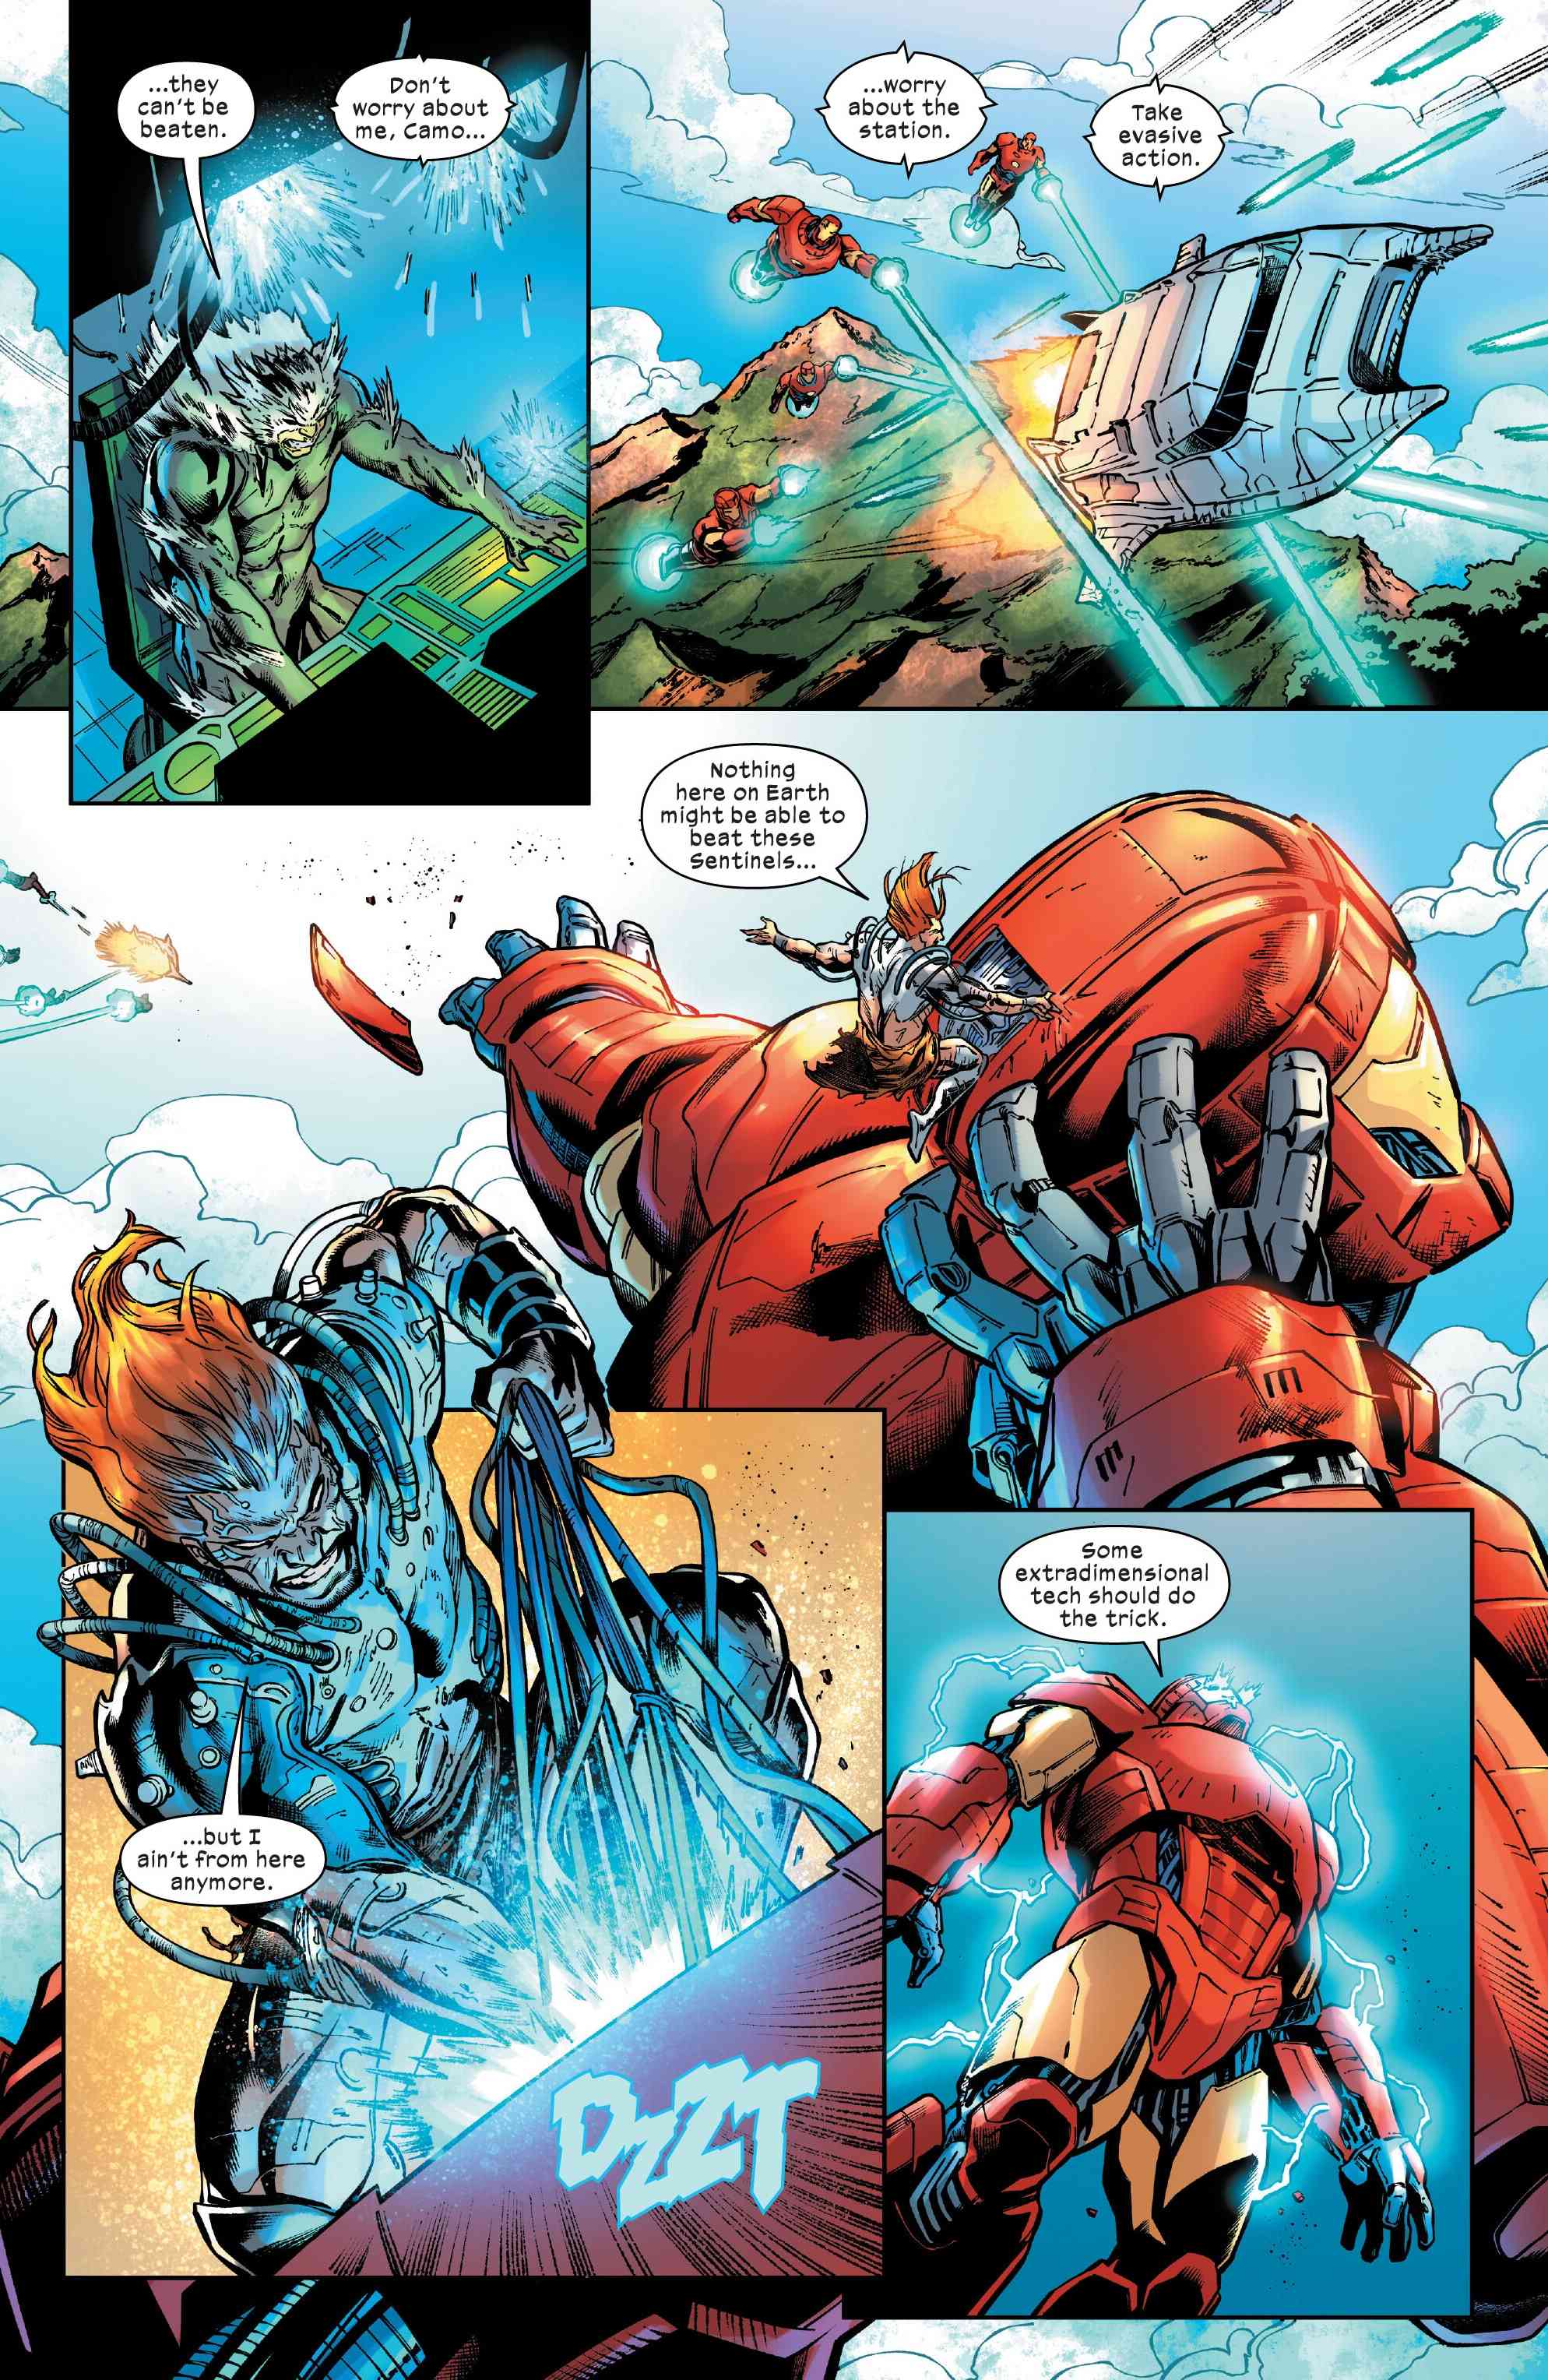 ...they
can't be
beaten.
Don't
worry about
me, Camo...
...worry
about the
station.
Take
evasive
action.
Nothing
here on Earth
might be able to
beat these
Sentinels...
...but I
ain't from here
anymore.
DZZT
Some
extradimensional
tech should do
the trick.